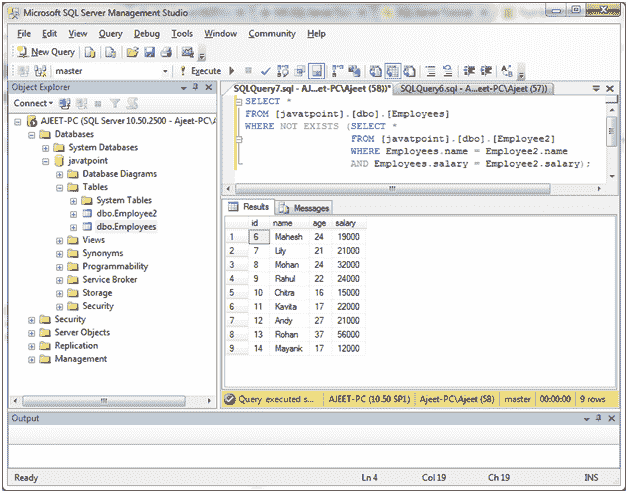 Microsoft SQL Server Management Studio
File Edit View Query Debug Tools Window Community Help
New Query
master Execute
Object Explorer
Connect
AJEET-PC (SQL Server 10.50.2500 - Ajeet-PC\A
Databases
System Databases
javatpoint
Database Diagrams
Tables
System Tables
dbo.Employee2
dbo.Employees
Views
Synonyms
Programmability
Service Broker
Storage
Security
Security
Server Objects
Replication
Management
SQLQuery7.sql - AJ...et-PC\Ajeet (58))* SQLQuery6.sql - A...eet-PC\Ajeet (57))
SELECT *
FROM [javatpoint].[dbo].[Employees]
WHERE NOT EXISTS (SELECT *
FROM [javatpoint].[dbo].[Employee2]
WHERE Employees.name = Employee2.name
AND Employees.salary = Employee2.salary);
Results Messages
id name age salary
1 6 Mahesh 24 19000
2 7 Lily 21 21000
3 8 Mohan 24 32000
4 9 Rahul 22 24000
5 10 Chitra 16 15000
6 11 Kavita 17 22000
7 12 Andy 27 21000
8 13 Rohan 37 56000
9 14 Mayank 17 12000
Query executed s... AJEET-PC (10.50 SP1) Ajeet-PC\Ajeet (58) master 00:00:00 9 rows
Output
Ready Ln 4 Col 19 Ch 19 INS